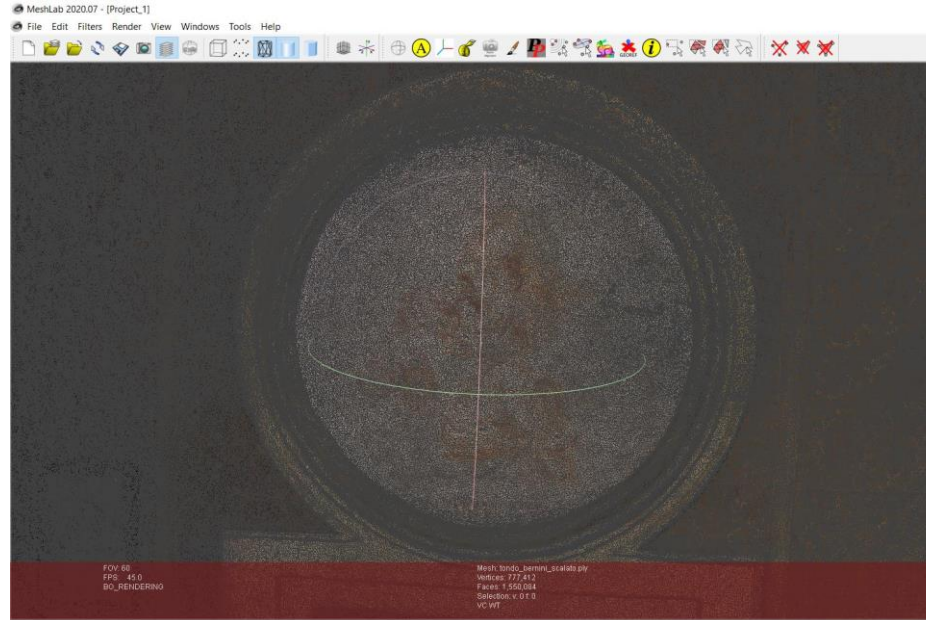 MeshLab 2020.07 - [Project_1]
File Edit Filters Render View Windows Tools Help
FOV: 60
FPS: 45.0
BO_RENDERING
Mesh: tondo_bernini_scalato.ply
Vertices: 777,412
Faces: 1,550,084
Selection: v: 0 f: 0
VC WT